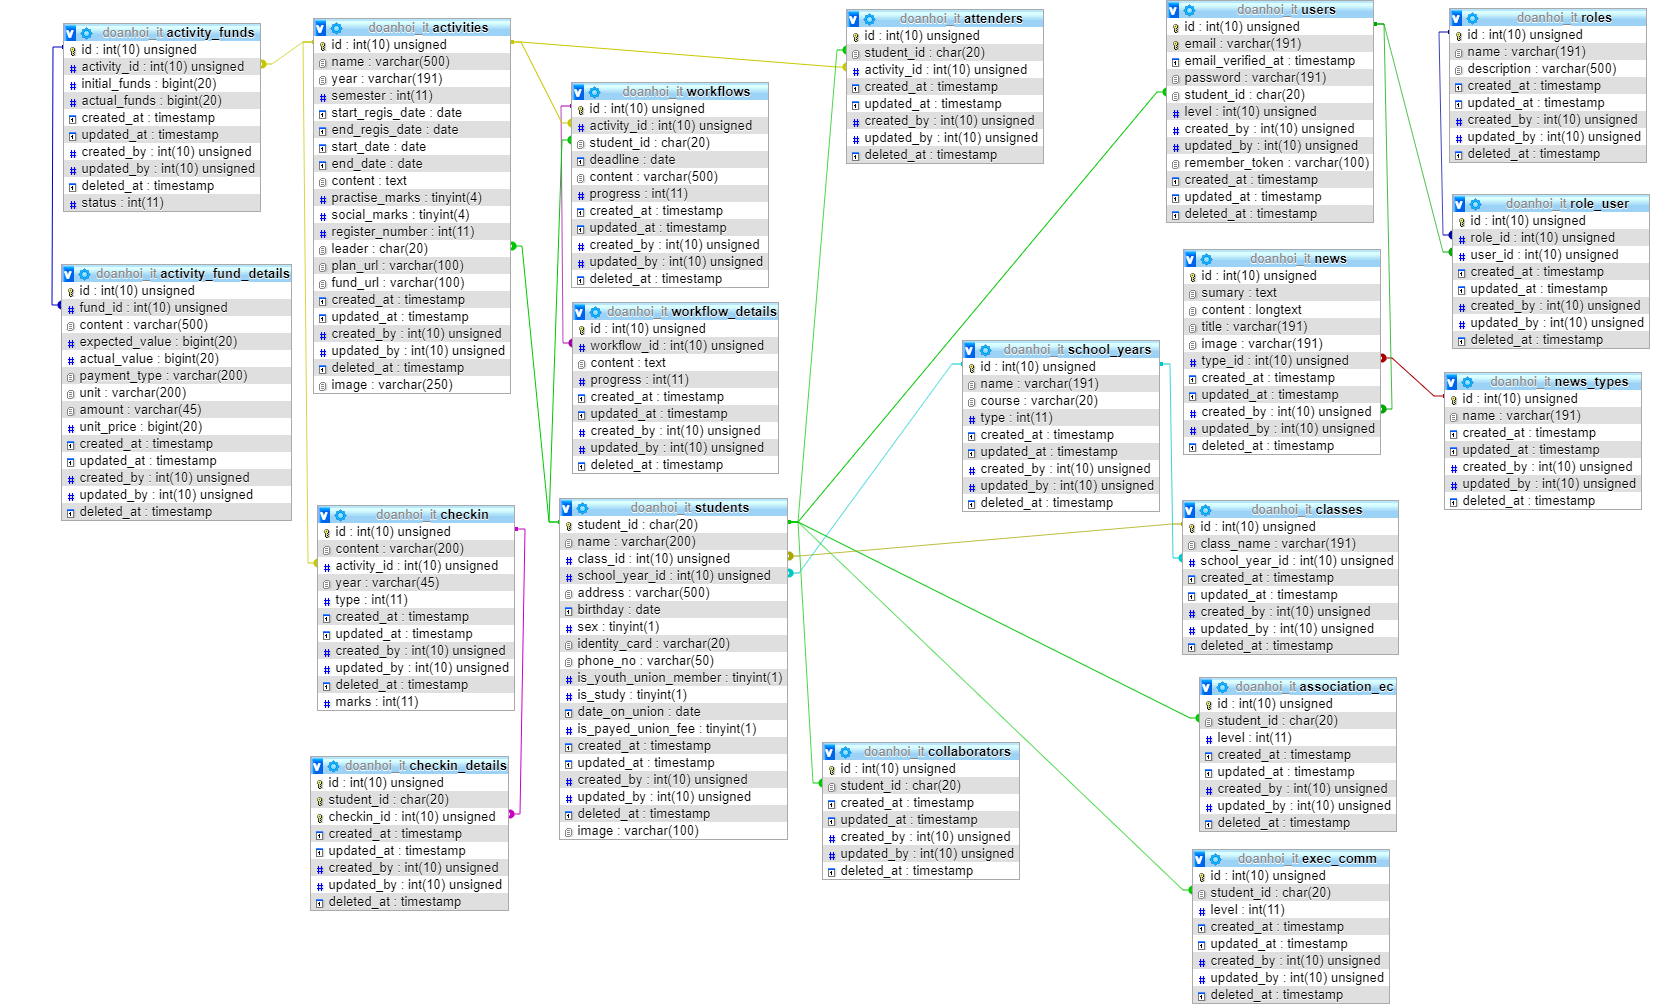 doanhoi_it activity_funds
id : int(10) unsigned
activity_id : int(10) unsigned
initial_funds : bigint(20)
actual_funds : bigint(20)
created_at : timestamp
updated_at : timestamp
created_by : int(10) unsigned
updated_by : int(10) unsigned
deleted_at : timestamp
status : int(11)
doanhoi_it activity_fund_details
id : int(10) unsigned
fund_id : int(10) unsigned
content : varchar(500)
expected_value : bigint(20)
actual_value : bigint(20)
payment_type : varchar(200)
unit : varchar(200)
amount : varchar(45)
unit_price : bigint(20)
created_at : timestamp
updated_at : timestamp
created_by : int(10) unsigned
updated_by : int(10) unsigned
deleted_at : timestamp
doanhoi_it activities
id : int(10) unsigned
name : varchar(500)
year : varchar(191)
semester : int(11)
start_regis_date : date
end_regis_date : date
start_date : date
end_date : date
content : text
practise_marks : tinyint(4)
social_marks : tinyint(4)
register_number : int(11)
leader : char(20)
plan_url : varchar(100)
fund_url : varchar(100)
created_at : timestamp
updated_at : timestamp
created_by : int(10) unsigned
updated_by : int(10) unsigned
deleted_at : timestamp
image : varchar(250)
doanhoi_it checkin
id : int(10) unsigned
content : varchar(200)
activity_id : int(10) unsigned
year : varchar(45)
type : int(11)
created_at : timestamp
updated_at : timestamp
created_by : int(10) unsigned
updated_by : int(10) unsigned
deleted_at : timestamp
marks : int(11)
doanhoi_it checkin_details
id : int(10) unsigned
student_id : char(20)
checkin_id : int(10) unsigned
created_at : timestamp
updated_at : timestamp
created_by : int(10) unsigned
updated_by : int(10) unsigned
deleted_at : timestamp
doanhoi_it workflows
id : int(10) unsigned
activity_id : int(10) unsigned
student_id : char(20)
deadline : date
content : varchar(500)
progress : int(11)
created_at : timestamp
updated_at : timestamp
created_by : int(10) unsigned
updated_by : int(10) unsigned
deleted_at : timestamp
doanhoi_it workflow_details
id : int(10) unsigned
workflow_id : int(10) unsigned
content : text
progress : int(11)
created_at : timestamp
updated_at : timestamp
created_by : int(10) unsigned
updated_by : int(10) unsigned
deleted_at : timestamp
doanhoi_it students
student_id : char(20)
name : varchar(200)
class_id : int(10) unsigned
school_year_id : int(10) unsigned
address : varchar(500)
birthday : date
sex : tinyint(1)
identity_card : varchar(20)
phone_no : varchar(50)
is_youth_union_member : tinyint(1)
is_study : tinyint(1)
date_on_union : date
is_payed_union_fee : tinyint(1)
created_at : timestamp
updated_at : timestamp
created_by : int(10) unsigned
updated_by : int(10) unsigned
deleted_at : timestamp
image : varchar(100)
doanhoi_it attenders
id : int(10) unsigned
student_id : char(20)
activity_id : int(10) unsigned
created_at : timestamp
updated_at : timestamp
created_by : int(10) unsigned
updated_by : int(10) unsigned
deleted_at : timestamp
doanhoi_it school_years
id : int(10) unsigned
name : varchar(191)
course : varchar(20)
type : int(11)
created_at : timestamp
updated_at : timestamp
created_by : int(10) unsigned
updated_by : int(10) unsigned
deleted_at : timestamp
doanhoi_it collaborators
id : int(10) unsigned
student_id : char(20)
created_at : timestamp
updated_at : timestamp
created_by : int(10) unsigned
updated_by : int(10) unsigned
deleted_at : timestamp
doanhoi_it users
id : int(10) unsigned
email : varchar(191)
email_verified_at : timestamp
password : varchar(191)
student_id : char(20)
level : int(10) unsigned
created_by : int(10) unsigned
updated_by : int(10) unsigned
remember_token : varchar(100)
created_at : timestamp
updated_at : timestamp
deleted_at : timestamp
doanhoi_it news
id : int(10) unsigned
sumary : text
content : longtext
title : varchar(191)
image : varchar(191)
type_id : int(10) unsigned
created_at : timestamp
updated_at : timestamp
created_by : int(10) unsigned
updated_by : int(10) unsigned
deleted_at : timestamp
doanhoi_it classes
id : int(10) unsigned
class_name : varchar(191)
school_year_id : int(10) unsigned
created_at : timestamp
updated_at : timestamp
created_by : int(10) unsigned
updated_by : int(10) unsigned
deleted_at : timestamp
doanhoi_it association_ec
id : int(10) unsigned
student_id : char(20)
level : int(11)
created_at : timestamp
updated_at : timestamp
created_by : int(10) unsigned
updated_by : int(10) unsigned
deleted_at : timestamp
doanhoi_it exec_comm
id : int(10) unsigned
student_id : char(20)
level : int(11)
created_at : timestamp
updated_at : timestamp
created_by : int(10) unsigned
updated_by : int(10) unsigned
deleted_at : timestamp
doanhoi_it roles
id : int(10) unsigned
name : varchar(191)
description : varchar(500)
created_at : timestamp
updated_at : timestamp
created_by : int(10) unsigned
updated_by : int(10) unsigned
deleted_at : timestamp
doanhoi_it role_user
id : int(10) unsigned
role_id : int(10) unsigned
user_id : int(10) unsigned
created_at : timestamp
updated_at : timestamp
created_by : int(10) unsigned
updated_by : int(10) unsigned
deleted_at : timestamp
doanhoi_it news_types
id : int(10) unsigned
name : varchar(191)
created_at : timestamp
updated_at : timestamp
created_by : int(10) unsigned
updated_by : int(10) unsigned
deleted_at : timestamp